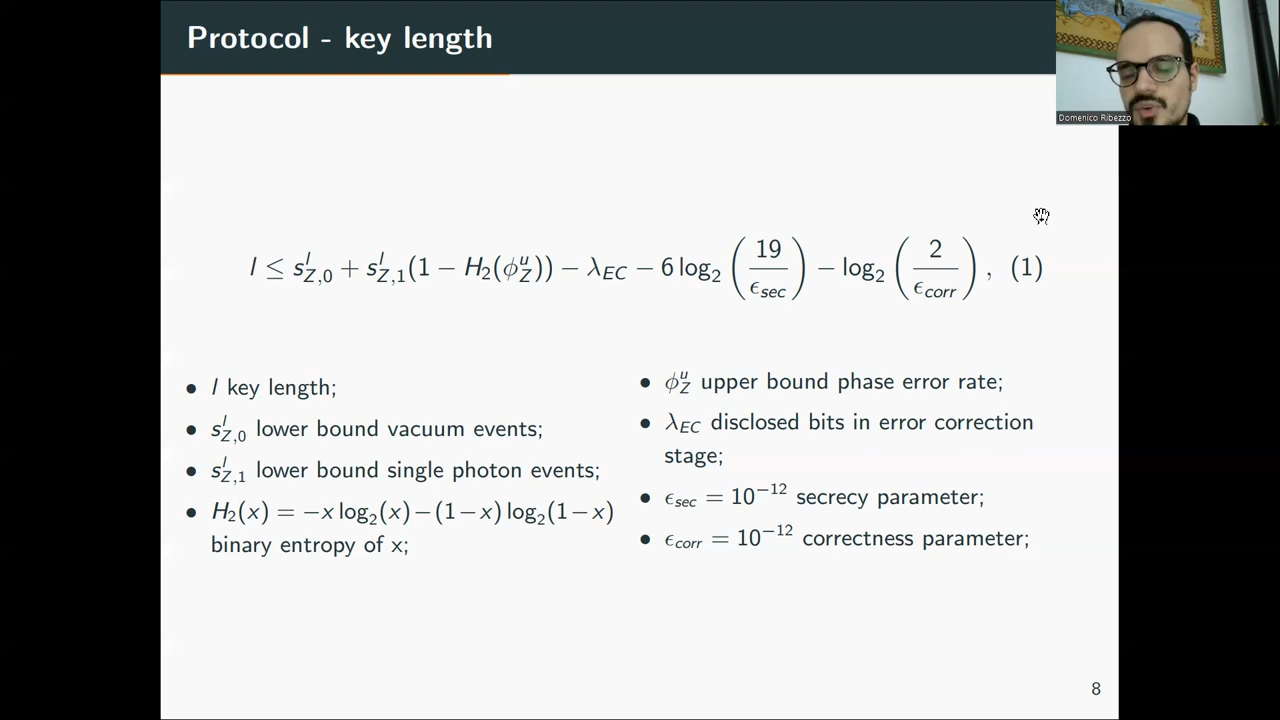 Protocol - key length
Domenico Ribezzo
l ≤ s^l_{Z,0} + s^l_{Z,1}(1 − H_2(ϕ^u_Z)) − λ_{EC} − 6 log_2 (19/ϵ_{sec}) − log_2 (2/ϵ_{corr}) , (1)
• l key length;
• s^l_{Z,0} lower bound vacuum events;
• s^l_{Z,1} lower bound single photon events;
• H_2(x) = −x log_2(x) − (1−x) log_2(1−x)
binary entropy of x;
• ϕ^u_Z upper bound phase error rate;
• λ_{EC} disclosed bits in error correction
stage;
• ϵ_{sec} = 10^{−12} secrecy parameter;
• ϵ_{corr} = 10^{−12} correctness parameter;
8